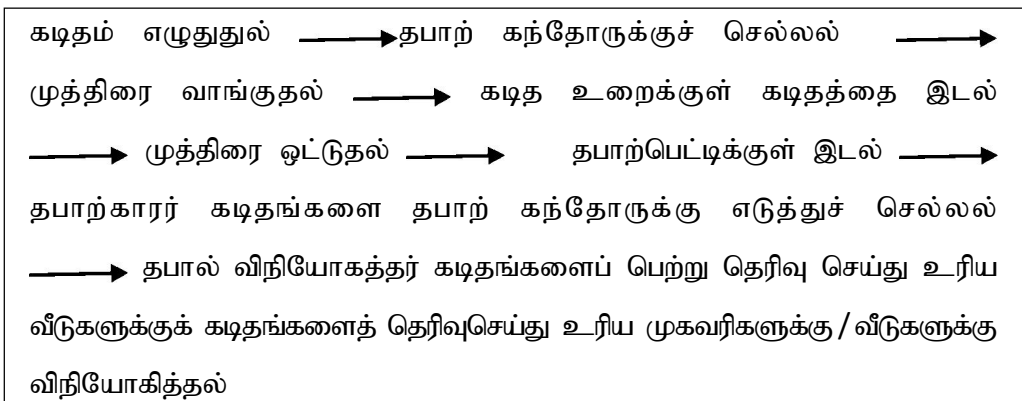 கடிதம் எழுதுதுல் ⟶தபாற் கந்தோருக்குச் செல்லல் ⟶
முத்திரை வாங்குதல் ⟶ கடித உறைக்குள் கடிதத்தை இடல்
⟶ முத்திரை ஒட்டுதல் ⟶ தபாற்பெட்டிக்குள் இடல் ⟶
தபாற்காரர் கடிதங்களை தபாற் கந்தோருக்கு எடுத்துச் செல்லல்
⟶ தபால் விநியோகத்தர் கடிதங்களைப் பெற்று தெரிவு செய்து உரிய
வீடுகளுக்குக் கடிதங்களைத் தெரிவுசெய்து உரிய முகவரிகளுக்கு/வீடுகளுக்கு
விநியோகித்தல்